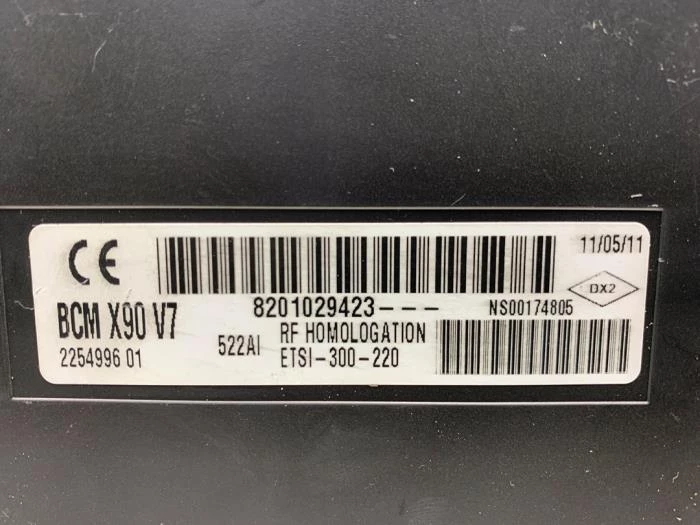 CE
11/05/11
DX2
BCM X90 V7
8201029423---
NS00174805
2254996 01
522AI
RF HOMOLOGATION
ETSI-300-220